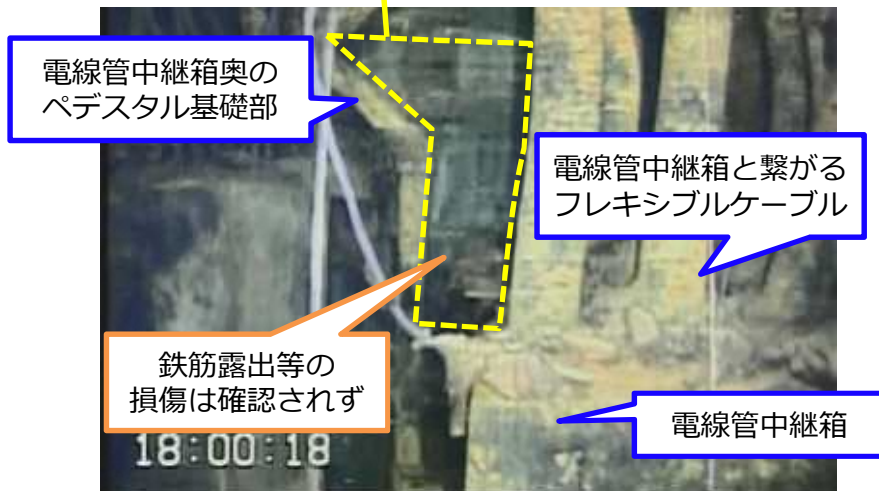 電線管中継箱奥の
ペデスタル基礎部
電線管中継箱と繋がる
フレキシブルケーブル
鉄筋露出等の
損傷は確認されず
電線管中継箱
18:00:18